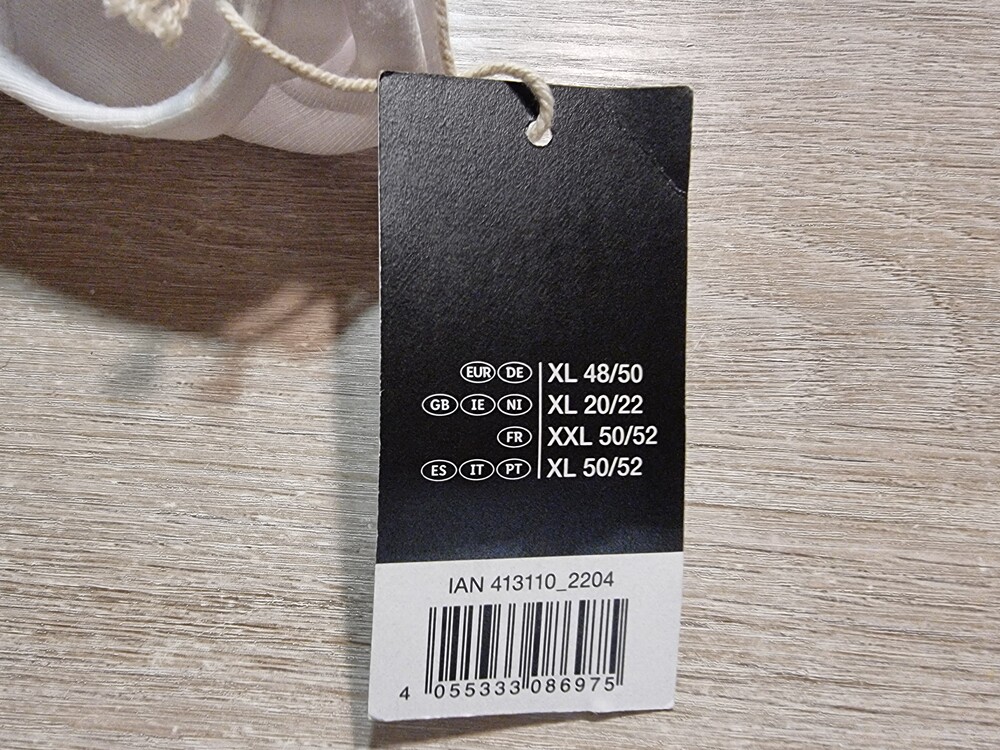 EUR DE XL 48/50
GB IE NI XL 20/22
FR XXL 50/52
ES IT PT XL 50/52
IAN 413110_2204
4 055333 086975